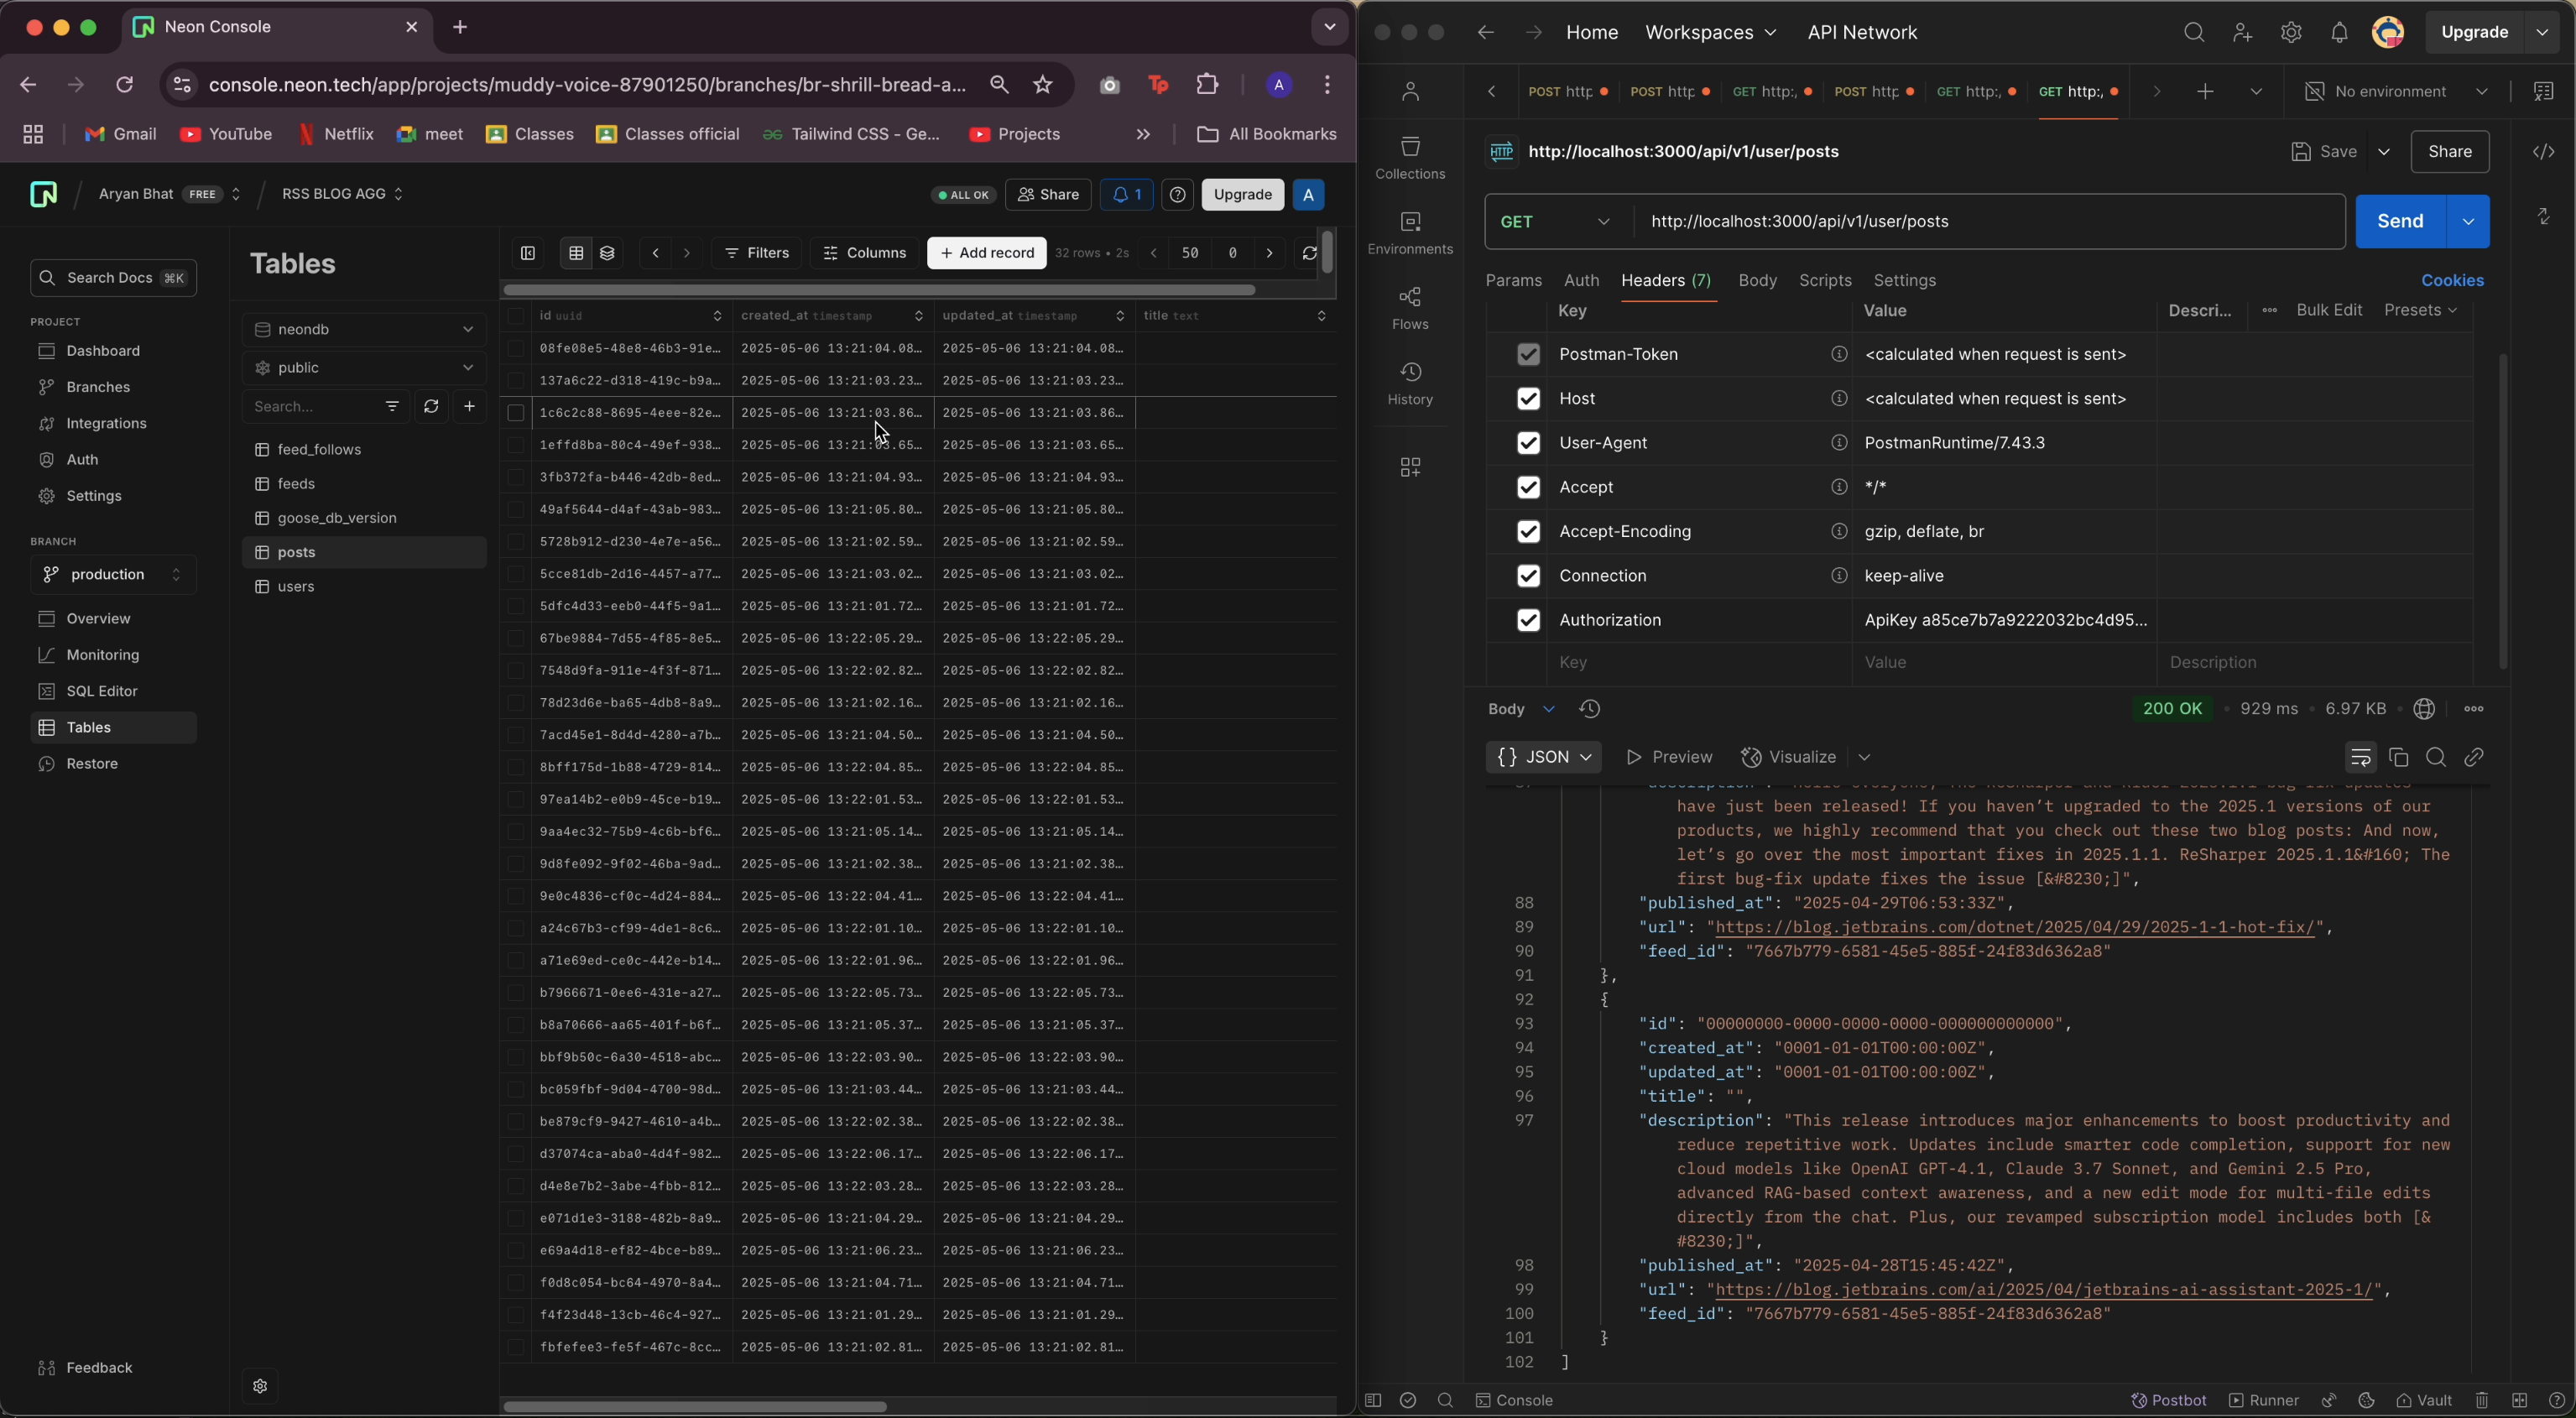 Neon Console
console.neon.tech/app/projects/muddy-voice-87901250/branches/br-shrill-bread-a...
Gmail YouTube Netflix meet Classes Classes official Tailwind CSS - Ge... Projects » All Bookmarks
Aryan Bhat FREE / RSS BLOG AGG ALL OK Share 1 Upgrade A
Search Docs ⌘K
PROJECT
Dashboard
Branches
Integrations
Auth
Settings
BRANCH
production
Overview
Monitoring
SQL Editor
Tables
Restore
Feedback
Tables
neondb
public
Search...
feed_follows
feeds
goose_db_version
posts
users
Filters Columns + Add record 32 rows • 2s 50 0
id uuid created_at timestamp updated_at timestamp title text
08fe08e5-48e8-46b3-91e… 2025-05-06 13:21:04.08… 2025-05-06 13:21:04.08…
137a6c22-d318-419c-b9a… 2025-05-06 13:21:03.23… 2025-05-06 13:21:03.23…
1c6c2c88-8695-4eee-82e… 2025-05-06 13:21:03.86… 2025-05-06 13:21:03.86…
1effd8ba-80c4-49ef-938… 2025-05-06 13:21:03.65… 2025-05-06 13:21:03.65…
3fb372fa-b446-42db-8ed… 2025-05-06 13:21:04.93… 2025-05-06 13:21:04.93…
49af5644-d4af-43ab-983… 2025-05-06 13:21:05.80… 2025-05-06 13:21:05.80…
5728b912-d230-4e7e-a56… 2025-05-06 13:21:02.59… 2025-05-06 13:21:02.59…
5cce81db-2d16-4457-a77… 2025-05-06 13:21:03.02… 2025-05-06 13:21:03.02…
5dfc4d33-eeb0-44f5-9a1… 2025-05-06 13:21:01.72… 2025-05-06 13:21:01.72…
67be9884-7d55-4f85-8e5… 2025-05-06 13:22:05.29… 2025-05-06 13:22:05.29…
7548d9fa-911e-4f3f-871… 2025-05-06 13:22:02.82… 2025-05-06 13:22:02.82…
78d23d6e-ba65-4db8-8a9… 2025-05-06 13:21:02.16… 2025-05-06 13:21:02.16…
7acd45e1-8d4d-4280-a7b… 2025-05-06 13:21:04.50… 2025-05-06 13:21:04.50…
8bff175d-1b88-4729-814… 2025-05-06 13:22:04.85… 2025-05-06 13:22:04.85…
97ea14b2-e0b9-45ce-b19… 2025-05-06 13:22:01.53… 2025-05-06 13:22:01.53…
9aa4ec32-75b9-4c6b-bf6… 2025-05-06 13:21:05.14… 2025-05-06 13:21:05.14…
9d8fe092-9f02-46ba-9ad… 2025-05-06 13:21:02.38… 2025-05-06 13:21:02.38…
9e0c4836-cf0c-4d24-884… 2025-05-06 13:22:04.41… 2025-05-06 13:22:04.41…
a24c67b3-cf99-4de1-8c6… 2025-05-06 13:22:01.10… 2025-05-06 13:22:01.10…
a71e69ed-ce0c-442e-b14… 2025-05-06 13:22:01.96… 2025-05-06 13:22:01.96…
b7966671-0ee6-431e-a27… 2025-05-06 13:22:05.73… 2025-05-06 13:22:05.73…
b8a70666-aa65-401f-b6f… 2025-05-06 13:21:05.37… 2025-05-06 13:21:05.37…
bbf9b50c-6a30-4518-abc… 2025-05-06 13:22:03.90… 2025-05-06 13:22:03.90…
bc059fbf-9d04-4700-98d… 2025-05-06 13:21:03.44… 2025-05-06 13:21:03.44…
be879cf9-9427-4610-a4b… 2025-05-06 13:22:02.38… 2025-05-06 13:22:02.38…
d37074ca-aba0-4d4f-982… 2025-05-06 13:22:06.17… 2025-05-06 13:22:06.17…
d4e8e7b2-3abe-4fbb-812… 2025-05-06 13:22:03.28… 2025-05-06 13:22:03.28…
e071d1e3-3188-482b-8a9… 2025-05-06 13:21:04.29… 2025-05-06 13:21:04.29…
e69a4d18-ef82-4bce-b89… 2025-05-06 13:21:06.23… 2025-05-06 13:21:06.23…
f0d8c054-bc64-4970-8a4… 2025-05-06 13:21:04.71… 2025-05-06 13:21:04.71…
f4f23d48-13cb-46c4-927… 2025-05-06 13:21:01.29… 2025-05-06 13:21:01.29…
fbfefee3-fe5f-467c-8cc… 2025-05-06 13:21:02.81… 2025-05-06 13:21:02.81…
Home Workspaces API Network Upgrade
POST http POST http GET http:, POST http GET http:, GET http:, No environment
Collections
Environments
Flows
History
HTTP http://localhost:3000/api/v1/user/posts Save Share
GET http://localhost:3000/api/v1/user/posts Send
Params Auth Headers (7) Body Scripts Settings Cookies
Key Value Descri... Bulk Edit Presets
Postman-Token <calculated when request is sent>
Host <calculated when request is sent>
User-Agent PostmanRuntime/7.43.3
Accept */*
Accept-Encoding gzip, deflate, br
Connection keep-alive
Authorization ApiKey a85ce7b7a9222032bc4d95...
Key Value Description
Body 200 OK • 929 ms • 6.97 KB
{} JSON Preview Visualize
have just been released! If you haven’t upgraded to the 2025.1 versions of our
products, we highly recommend that you check out these two blog posts: And now,
let’s go over the most important fixes in 2025.1.1. ReSharper 2025.1.1&#160; The
first bug-fix update fixes the issue [&#8230;]",
88 "published_at": "2025-04-29T06:53:33Z",
89 "url": "https://blog.jetbrains.com/dotnet/2025/04/29/2025-1-1-hot-fix/",
90 "feed_id": "7667b779-6581-45e5-885f-24f83d6362a8"
91 },
92 {
93 "id": "00000000-0000-0000-0000-000000000000",
94 "created_at": "0001-01-01T00:00:00Z",
95 "updated_at": "0001-01-01T00:00:00Z",
96 "title": "",
97 "description": "This release introduces major enhancements to boost productivity and
reduce repetitive work. Updates include smarter code completion, support for new
cloud models like OpenAI GPT-4.1, Claude 3.7 Sonnet, and Gemini 2.5 Pro,
advanced RAG-based context awareness, and a new edit mode for multi-file edits
directly from the chat. Plus, our revamped subscription model includes both [&
#8230;]",
98 "published_at": "2025-04-28T15:45:42Z",
99 "url": "https://blog.jetbrains.com/ai/2025/04/jetbrains-ai-assistant-2025-1/",
100 "feed_id": "7667b779-6581-45e5-885f-24f83d6362a8"
101 }
102 ]
Console Postbot Runner Vault